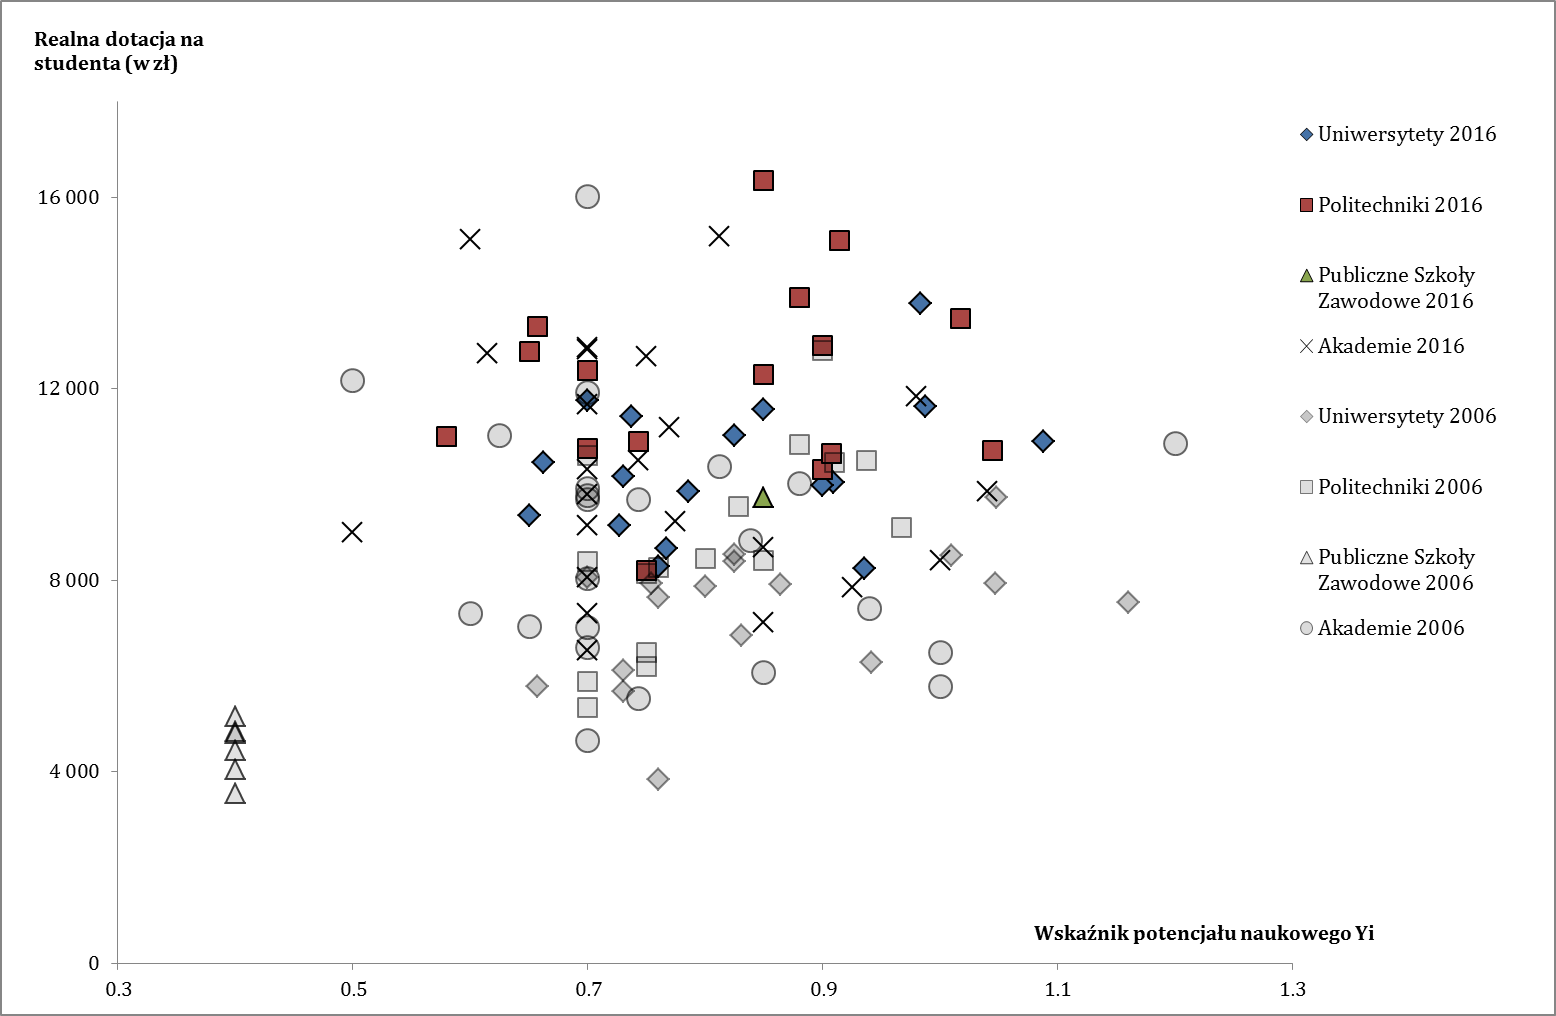 Realna dotacja na
studenta (w zł)
16 000
12 000
8 000
4 000
0
0.3
0.5
0.7
0.9
1.1
1.3
Wskaźnik potencjału naukowego Yi
Uniwersytety 2016
Politechniki 2016
Publiczne Szkoły
Zawodowe 2016
Akademie 2016
Uniwersytety 2006
Politechniki 2006
Publiczne Szkoły
Zawodowe 2006
Akademie 2006